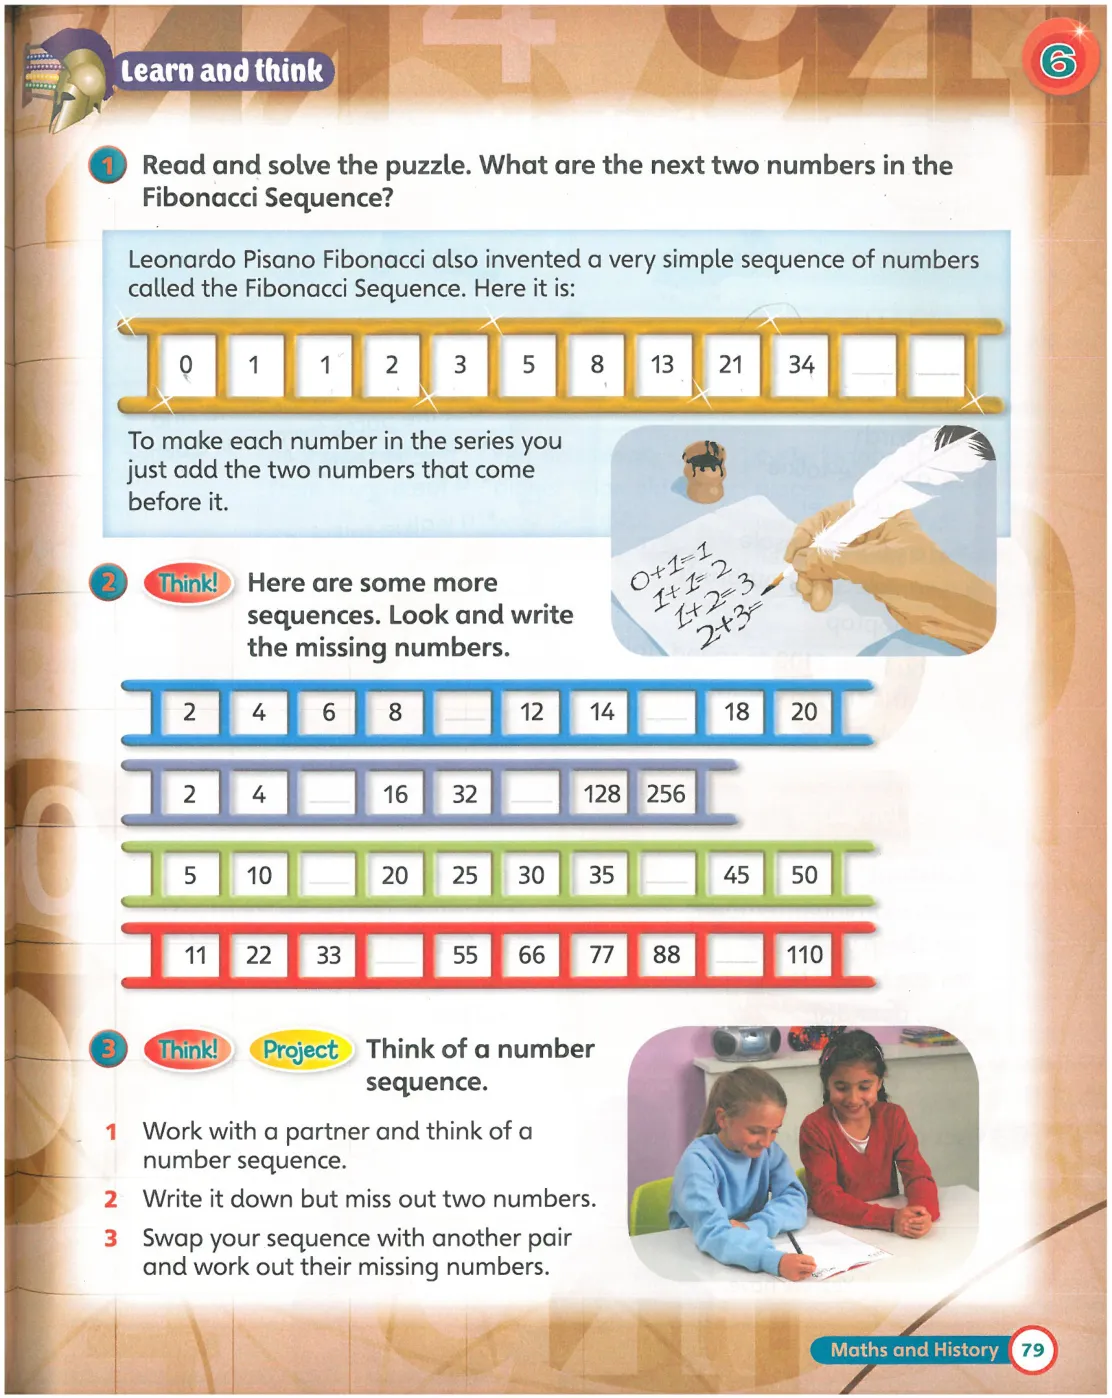 Learn and think
6
1 Read and solve the puzzle. What are the next two numbers in the
Fibonacci Sequence?
Leonardo Pisano Fibonacci also invented a very simple sequence of numbers
called the Fibonacci Sequence. Here it is:
0 1 1 2 3 5 8 13 21 34
To make each number in the series you
just add the two numbers that come
before it.
0+1=1
1+1=2
1+2=3
2+3=
2 Think! Here are some more
sequences. Look and write
the missing numbers.
2 4 6 8 ___ 12 14 ___ 18 20
2 4 ___ 16 32 ___ 128 256
5 10 ___ 20 25 30 35 ___ 45 50
11 22 33 ___ 55 66 77 88 ___ 110
3 Think! Project Think of a number
sequence.
1 Work with a partner and think of a
number sequence.
2 Write it down but miss out two numbers.
3 Swap your sequence with another pair
and work out their missing numbers.
Maths and History 79